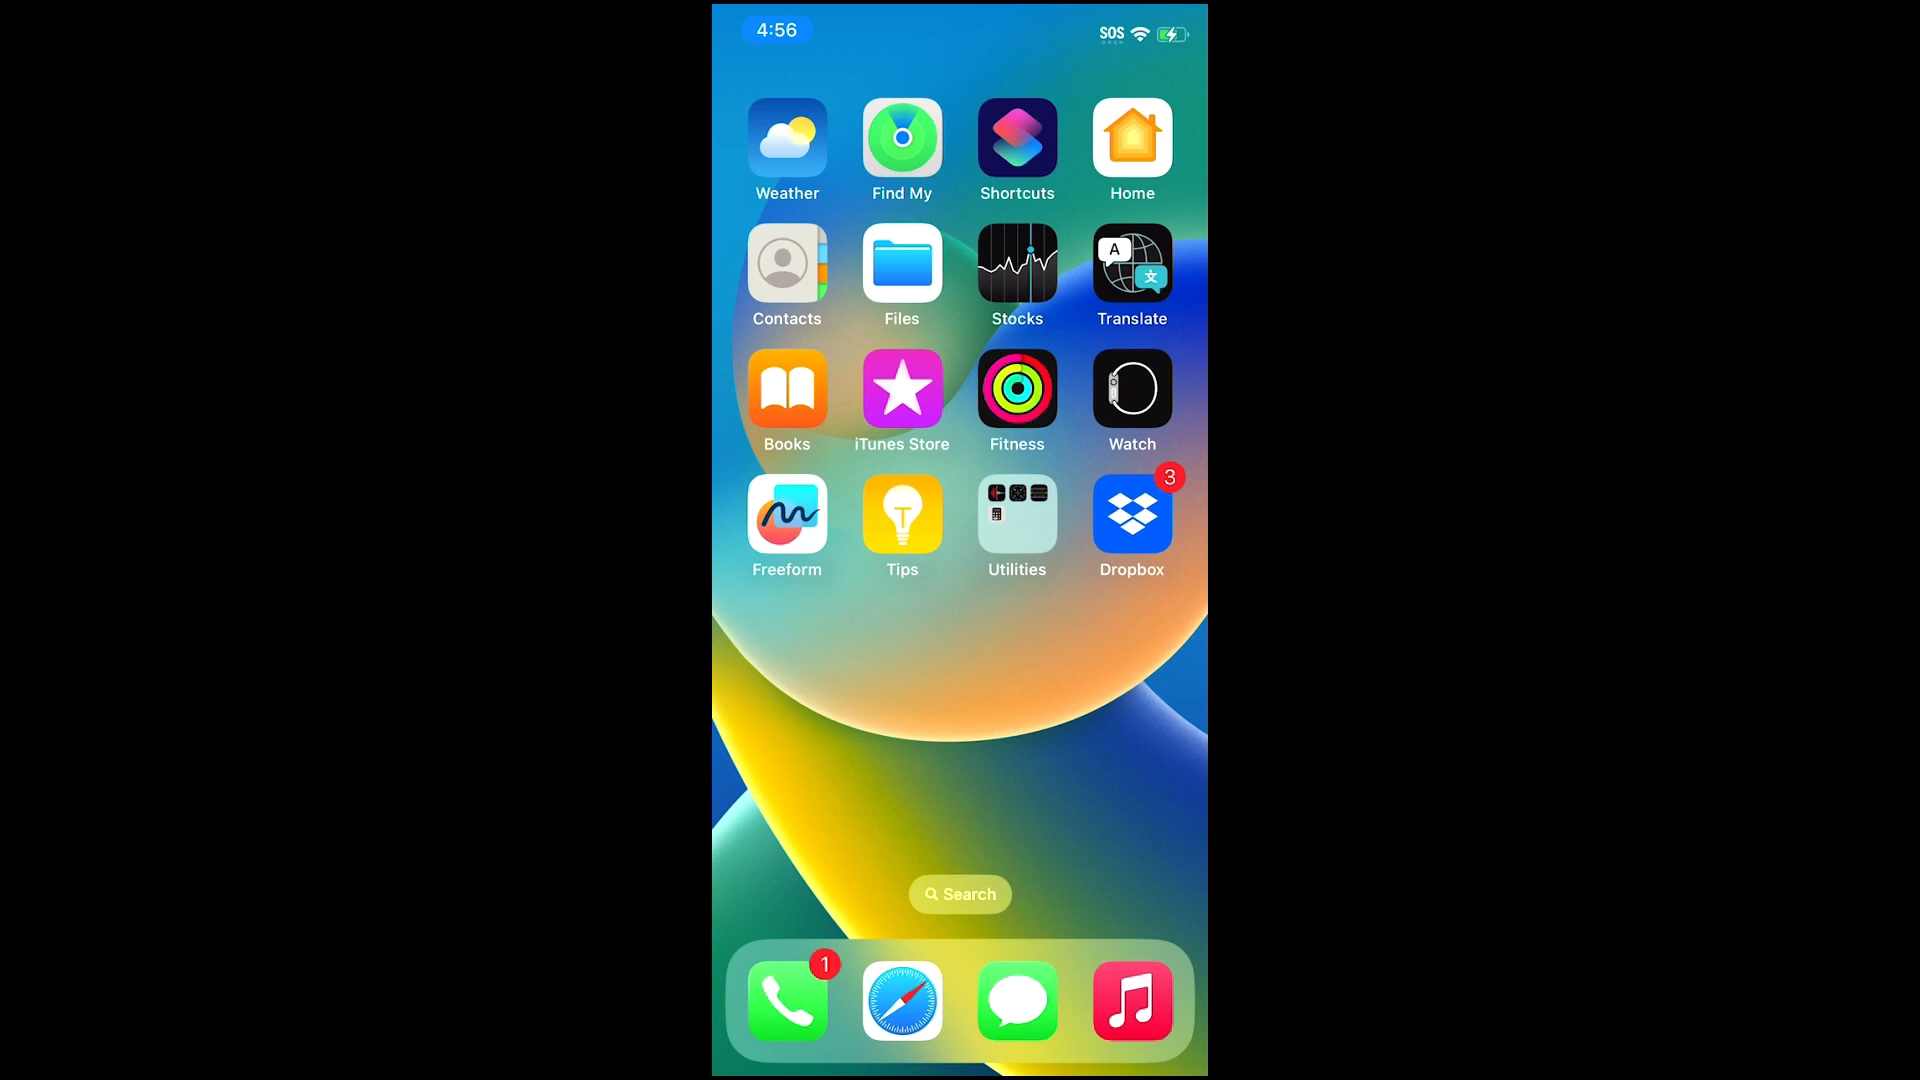 4:56
SOS
Weather
Find My
Shortcuts
Home
A
文
Contacts
Files
Stocks
Translate
Books
iTunes Store
Fitness
Watch
3
Freeform
Tips
Utilities
Dropbox
Search
1